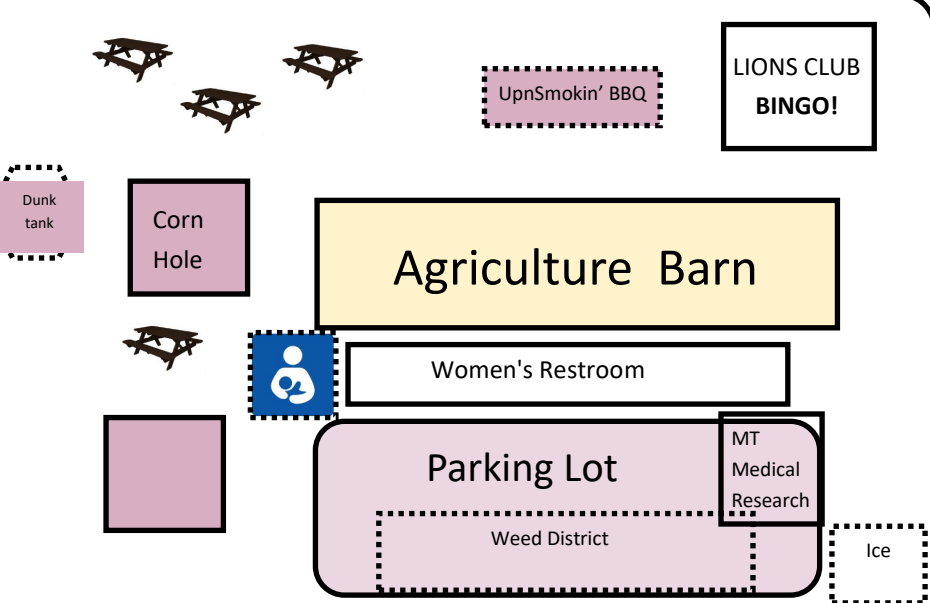 LIONS CLUB
BINGO!
UpnSmokin’ BBQ
Dunk
tank
Corn
Hole
Agriculture Barn
Women's Restroom
Parking Lot
MT
Medical
Research
Weed District
Ice